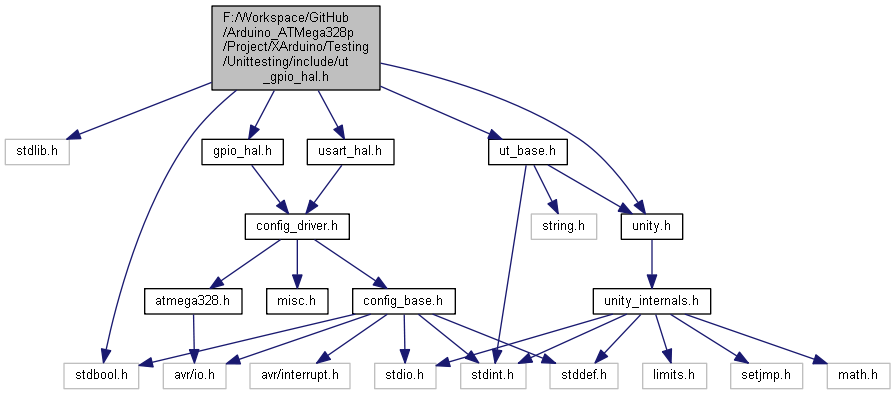 F:/Workspace/GitHub
/Arduino_ATMega328p
/Project/XArduino/Testing
/Unittesting/include/ut
_gpio_hal.h
stdlib.h
gpio_hal.h
usart_hal.h
ut_base.h
config_driver.h
string.h
unity.h
atmega328.h
misc.h
config_base.h
unity_internals.h
stdbool.h
avr/io.h
avr/interrupt.h
stdio.h
stdint.h
stddef.h
limits.h
setjmp.h
math.h